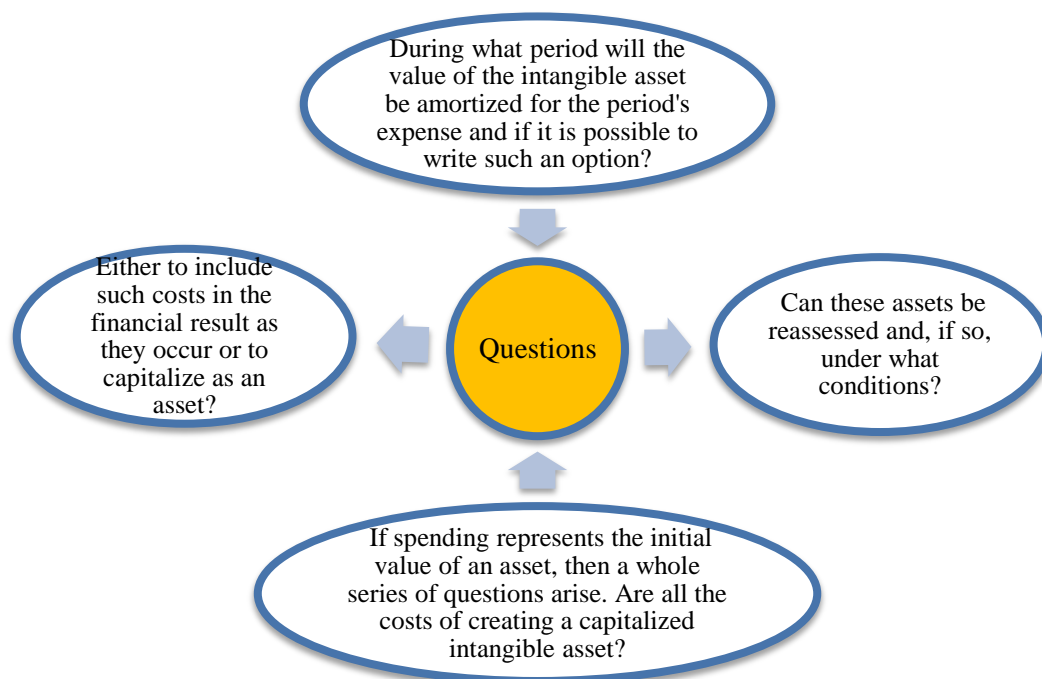 During what period will the
value of the intangible asset
be amortized for the period's
expense and if it is possible to
write such an option?
Either to include
such costs in the
financial result as
they occur or to
capitalize as an
asset?
Questions
Can these assets be
reassessed and, if so,
under what
conditions?
If spending represents the initial
value of an asset, then a whole
series of questions arise. Are all the
costs of creating a capitalized
intangible asset?